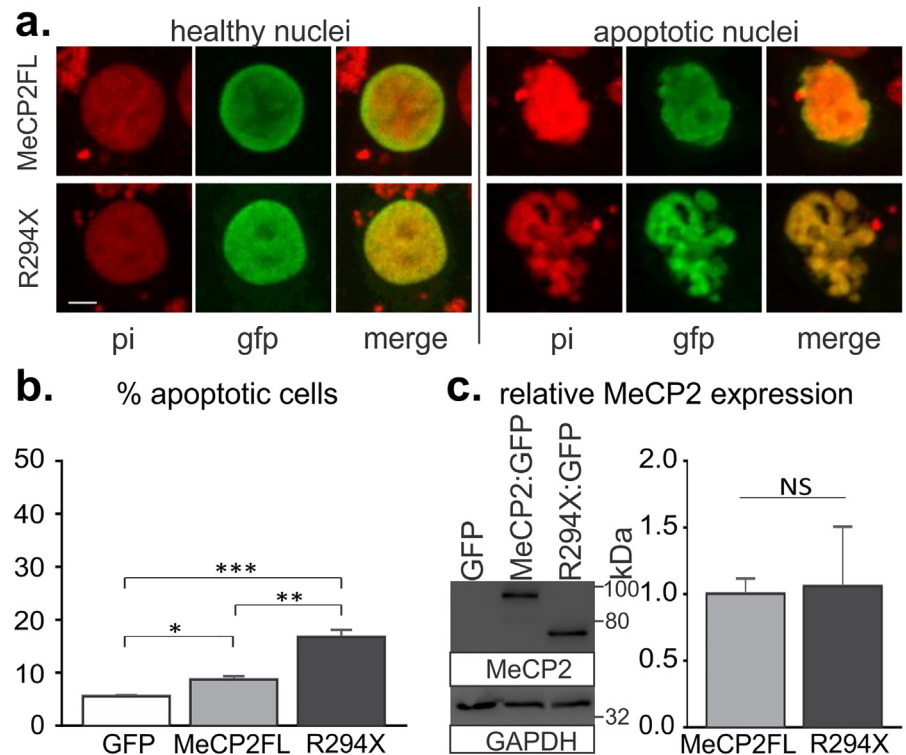 a.
healthy nuclei
apoptotic nuclei
MeCP2FL
R294X
pi gfp merge pi gfp merge
b. % apoptotic cells
50
40
30
20
10
0
***
**
*
GFP MeCP2FL R294X
c. relative MeCP2 expression
GFP
MeCP2:GFP
R294X:GFP
kDa
100
80
MeCP2
32
GAPDH
2.0
1.5
1.0
0.5
0.0
NS
MeCP2FL R294X